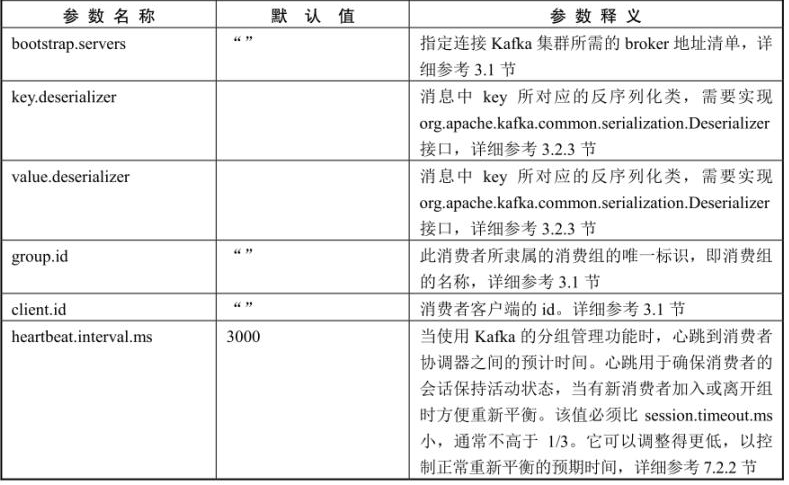 参数名称 默认值 参数释义
bootstrap.servers “” 指定连接 Kafka 集群所需的 broker 地址清单，详
细参考 3.1 节
key.deserializer 消息中 key 所对应的反序列化类，需要实现
org.apache.kafka.common.serialization.Deserializer
接口，详细参考 3.2.3 节
value.deserializer 消息中 key 所对应的反序列化类，需要实现
org.apache.kafka.common.serialization.Deserializer
接口，详细参考 3.2.3 节
group.id “” 此消费者所隶属的消费组的唯一标识，即消费组
的名称，详细参考 3.1 节
client.id “” 消费者客户端的 id。详细参考 3.1 节
heartbeat.interval.ms 3000 当使用 Kafka 的分组管理功能时，心跳到消费者
协调器之间的预计时间。心跳用于确保消费者的
会话保持活动状态，当有新消费者加入或离开组
时方便重新平衡。该值必须比 session.timeout.ms
小，通常不高于 1/3。它可以调整得更低，以控
制正常重新平衡的预期时间，详细参考 7.2.2 节